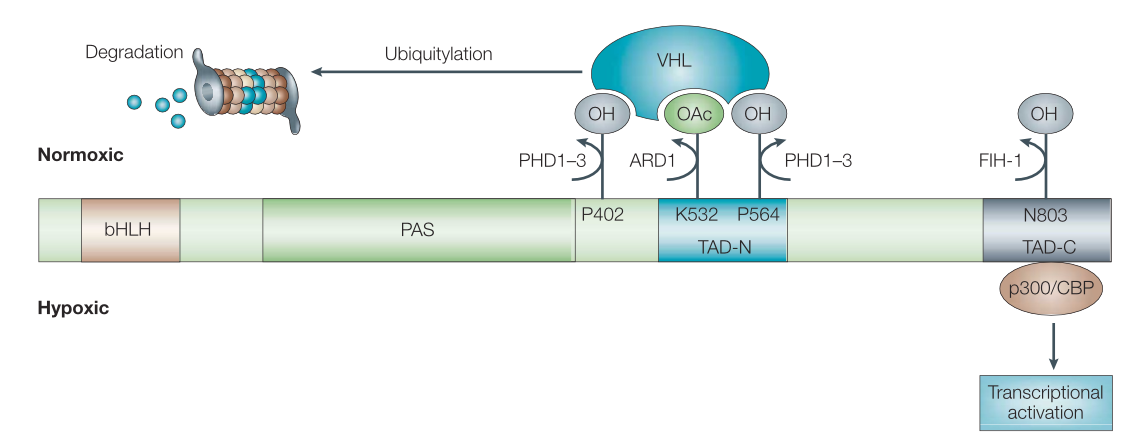 Degradation
Ubiquitylation
VHL
OH
OAc
OH
OH
Normoxic
PHD1–3
ARD1
PHD1–3
FIH-1
bHLH
PAS
P402
K532
P564
TAD-N
N803
TAD-C
Hypoxic
p300/CBP
Transcriptional
activation